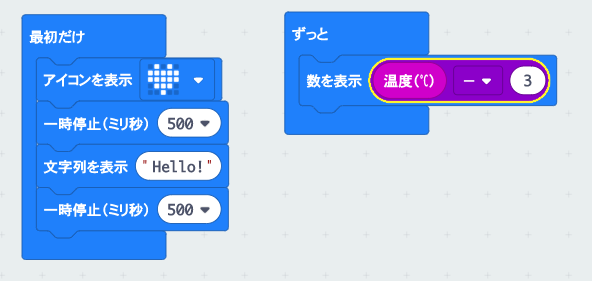 最初だけ
アイコンを表示
一時停止(ミリ秒) 500
文字列を表示 "Hello!"
一時停止(ミリ秒) 500
ずっと
数を表示 温度(℃) － 3